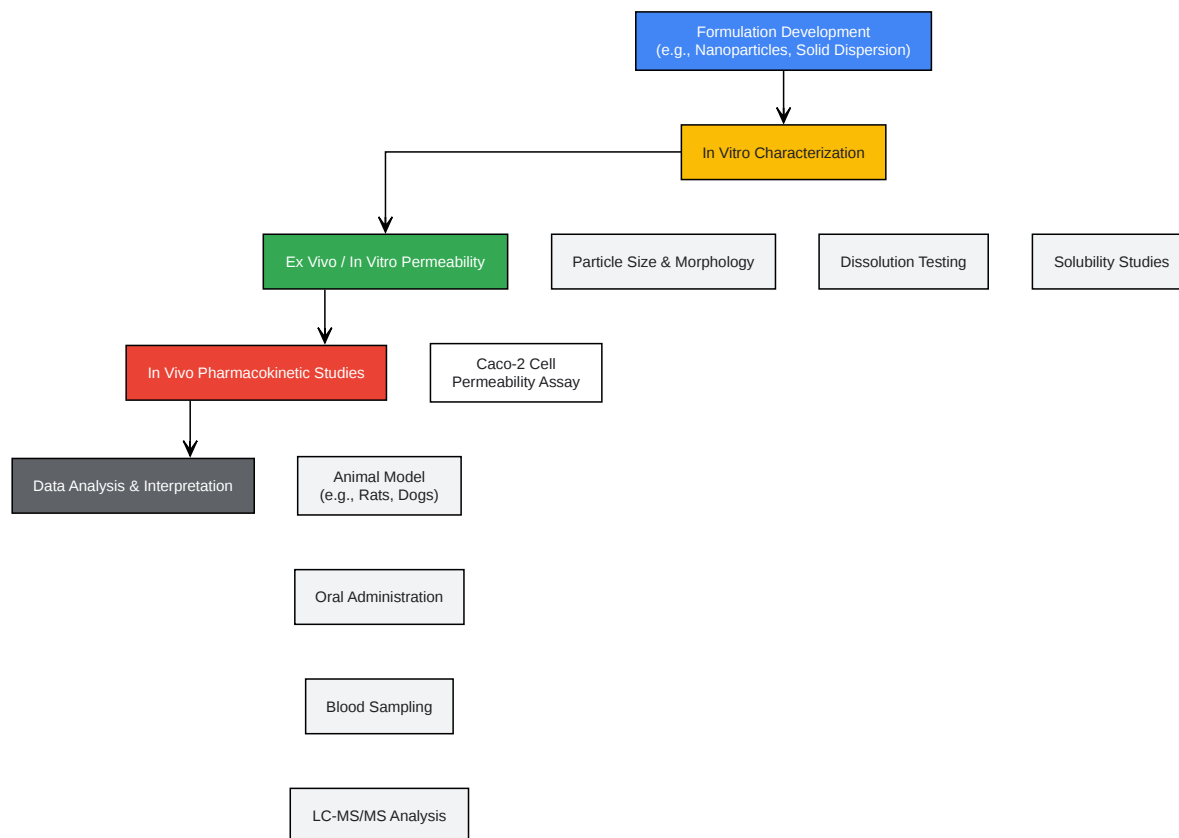 Formulation Development
(e.g., Nanoparticles, Solid Dispersion)
In Vitro Characterization
Ex Vivo / In Vitro Permeability
Particle Size & Morphology
Dissolution Testing
Solubility Studies
In Vivo Pharmacokinetic Studies
Caco-2 Cell
Permeability Assay
Data Analysis & Interpretation
Animal Model
(e.g., Rats, Dogs)
Oral Administration
Blood Sampling
LC-MS/MS Analysis